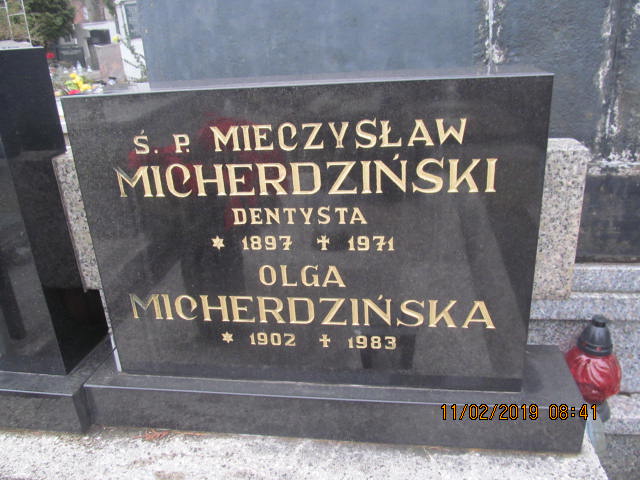 Ś. P. MIECZYSŁAW
MICHERDZIŃSKI
DENTYSTA
* 1897 ✝ 1971
OLGA
MICHERDZIŃSKA
* 1902 ✝ 1983
11/02/2019 08:41